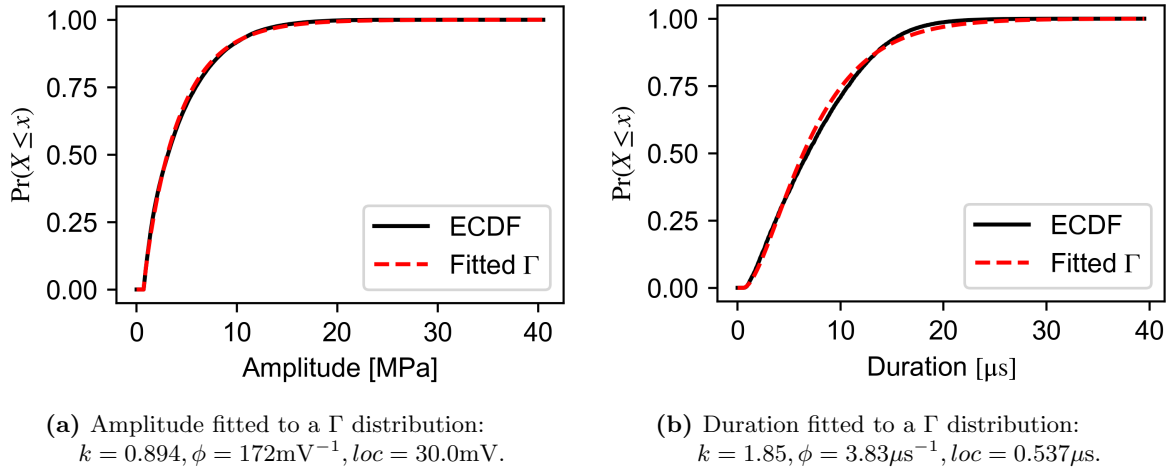 1.00
0.75
0.50
0.25
0.00
Pr(X ≤ x)
ECDF
Fitted Γ
0 10 20 30 40
Amplitude [MPa]
1.00
0.75
0.50
0.25
0.00
Pr(X ≤ x)
ECDF
Fitted Γ
0 10 20 30 40
Duration [μs]
(a) Amplitude fitted to a Γ distribution:
k = 0.894, ϕ = 172mV⁻¹, loc = 30.0mV.
(b) Duration fitted to a Γ distribution:
k = 1.85, ϕ = 3.83μs⁻¹, loc = 0.537μs.